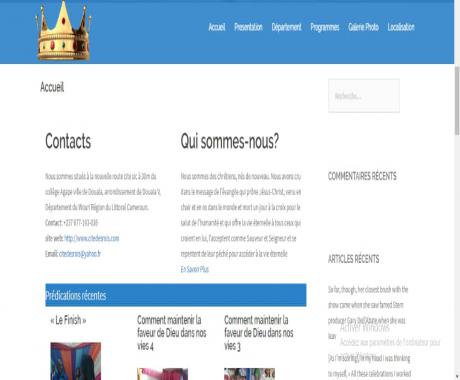 Accueil Presentation Département Programmes Galerie Photo Localisation
Accueil
Recherche...
Contacts
Nous sommes situés à la nouvelle route cite sic à 30m du
collège Agape ville de Douala, arrondissement de Douala V,
Département du Wouri Région du Littoral Cameroun.
Contact: +237 677-193-036
site web: http://www.citedesrois.com
Email: citedesrois@yahoo.fr
Qui sommes-nous?
Nous sommes des chrétiens, nés de nouveau. Nous avons cru
dans le message de l'évangile qui prône Jésus-Christ, venu en
chair et en os dans le monde et mort un jour à la croix pour le
salut de l'humanité et qui offre la vie éternelle à tous ceux qui
croient en lui, l'acceptent comme Sauveur et Seigneur et se
repentent de leur péché pour accéder à la vie éternelle
En Savoir Plus
COMMENTAIRES RÉCENTS
ARTICLES RÉCENTS
So far, though, her closest brush with the
show came when she saw famed Stern
producer Gary Dell'Abate when she was
Prédications récentes
« Le Finish »
Comment maintenir la
faveur de Dieu dans nos
vies 4
Comment maintenir la
faveur de Dieu dans nos
vies 3
Activer Windows
Accédez aux paramètres de l'ordinateur pour
[As I'm snoring], in my head I was thinking
to myself, « All these celebrities I worked